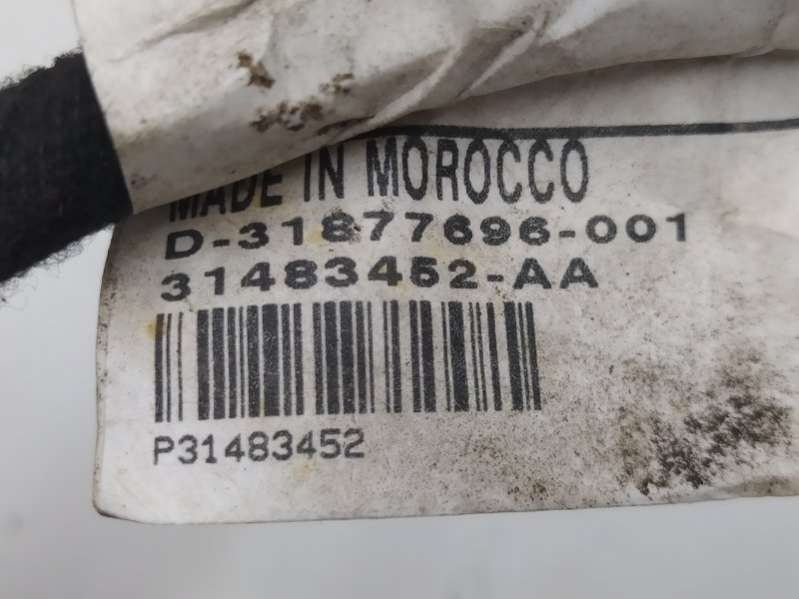 MADE IN MOROCCO
D-31877696-001
31483452-AA
P31483452